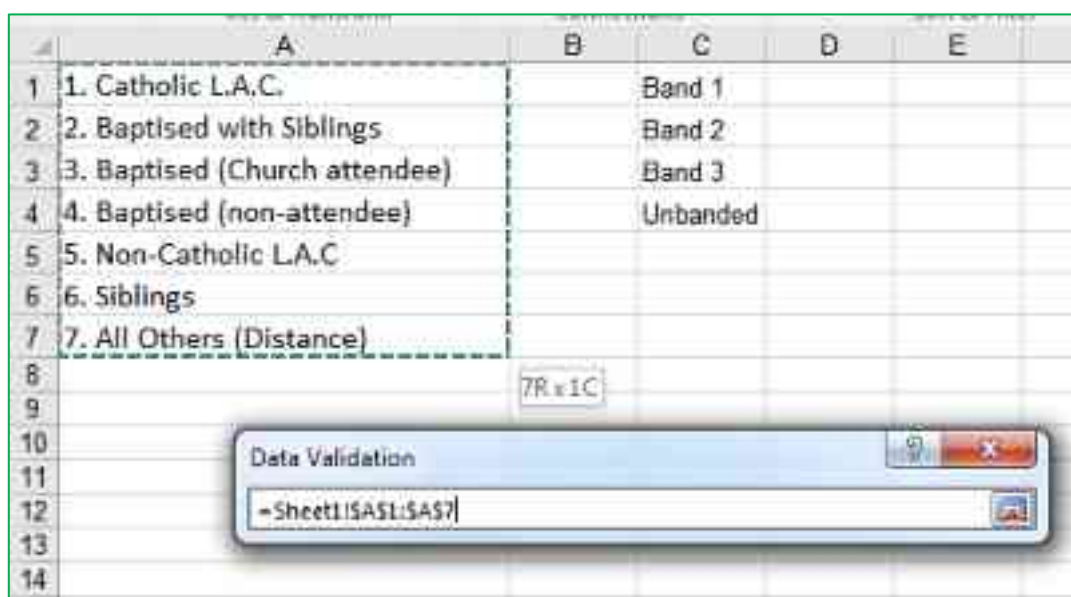 A B C D E
1 1. Catholic L.A.C. Band 1
2 2. Baptised with Siblings Band 2
3 3. Baptised (Church attendee) Band 3
4 4. Baptised (non-attendee) Unbanded
5 5. Non-Catholic L.A.C
6 6. Siblings
7 7. All Others (Distance)
8
7R x 1C
9
10
Data Validation
11
12 =Sheet1!$A$1:$A$7
13
14